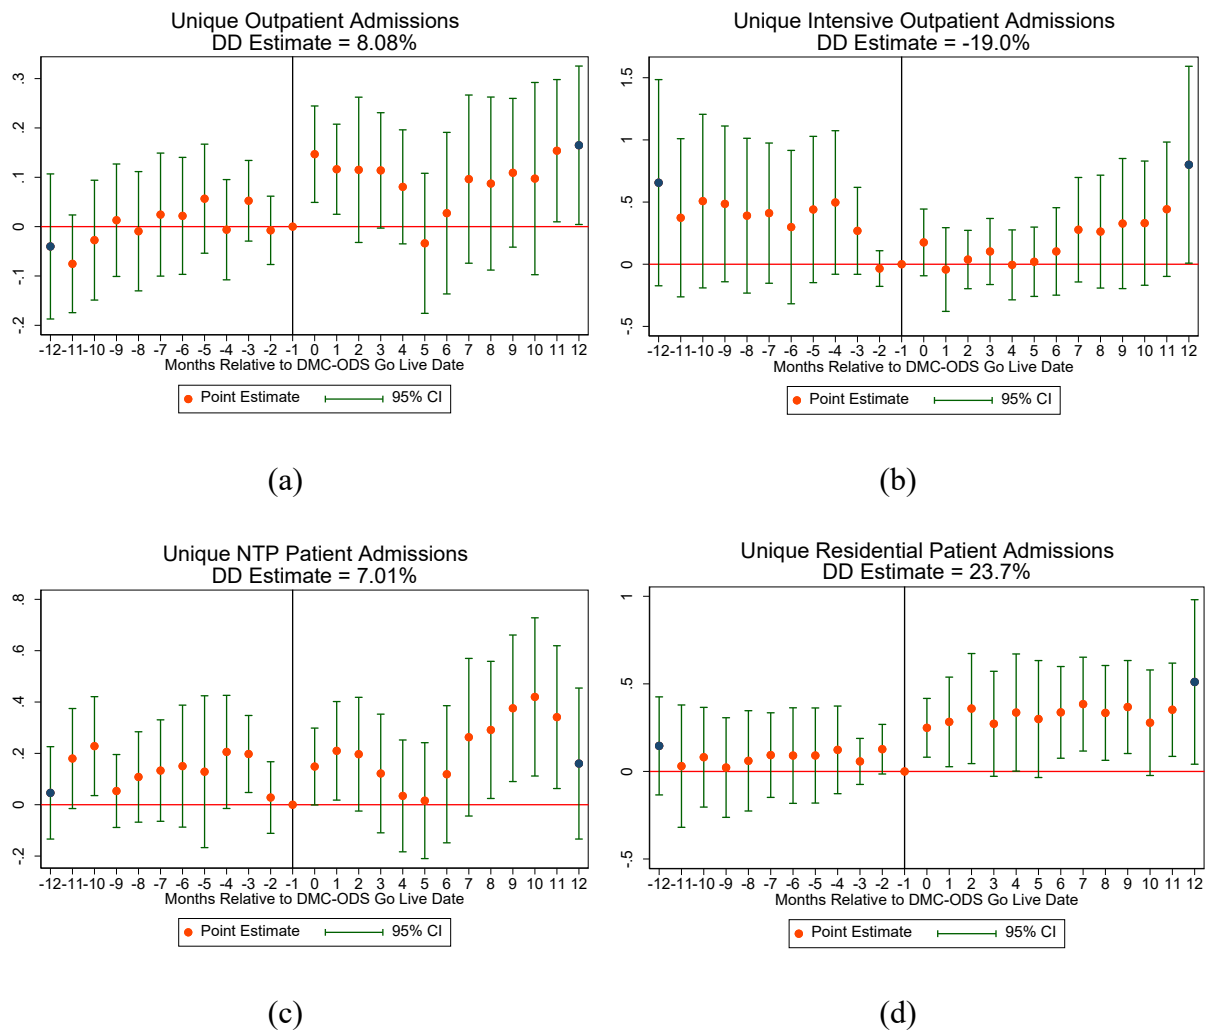 Unique Outpatient Admissions
DD Estimate = 8.08%
.3
.2
.1
0
-.1
-.2
-12 -11 -10 -9 -8 -7 -6 -5 -4 -3 -2 -1 0 1 2 3 4 5 6 7 8 9 10 11 12
Months Relative to DMC-ODS Go Live Date
Point Estimate 95% CI
(a)
Unique Intensive Outpatient Admissions
DD Estimate = -19.0%
1.5
1
.5
0
-.5
-12 -11 -10 -9 -8 -7 -6 -5 -4 -3 -2 -1 0 1 2 3 4 5 6 7 8 9 10 11 12
Months Relative to DMC-ODS Go Live Date
Point Estimate 95% CI
(b)
Unique NTP Patient Admissions
DD Estimate = 7.01%
.8
.6
.4
.2
0
-.2
-12 -11 -10 -9 -8 -7 -6 -5 -4 -3 -2 -1 0 1 2 3 4 5 6 7 8 9 10 11 12
Months Relative to DMC-ODS Go Live Date
Point Estimate 95% CI
(c)
Unique Residential Patient Admissions
DD Estimate = 23.7%
1
.5
0
-.5
-12 -11 -10 -9 -8 -7 -6 -5 -4 -3 -2 -1 0 1 2 3 4 5 6 7 8 9 10 11 12
Months Relative to DMC-ODS Go Live Date
Point Estimate 95% CI
(d)